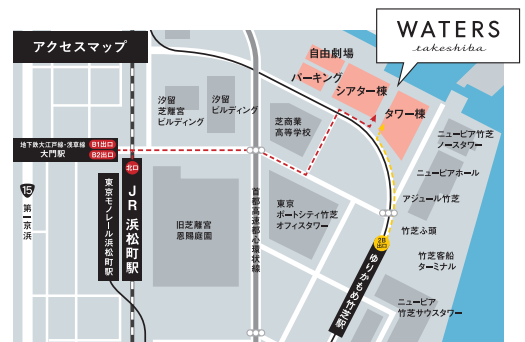 アクセスマップ
WATERS
takeshiba
自由劇場
パーキング
シアター棟
タワー棟
汐留
芝離宮
ビルディング
汐留
ビルディング
芝商業
高等学校
ニューピア竹芝
ノースタワー
地下鉄大江戸線・浅草線
大門駅
B1出口
B2出口
北口
JR 浜松町駅
東京モノレール浜松町駅
15
第一京浜
旧芝離宮
恩賜庭園
首都高速都心環状線
東京
ポートシティ竹芝
オフィスタワー
ニューピアホール
アジュール竹芝
竹芝ふ頭
2B
出口
ゆりかもめ竹芝駅
竹芝客船
ターミナル
ニューピア
竹芝サウスタワー